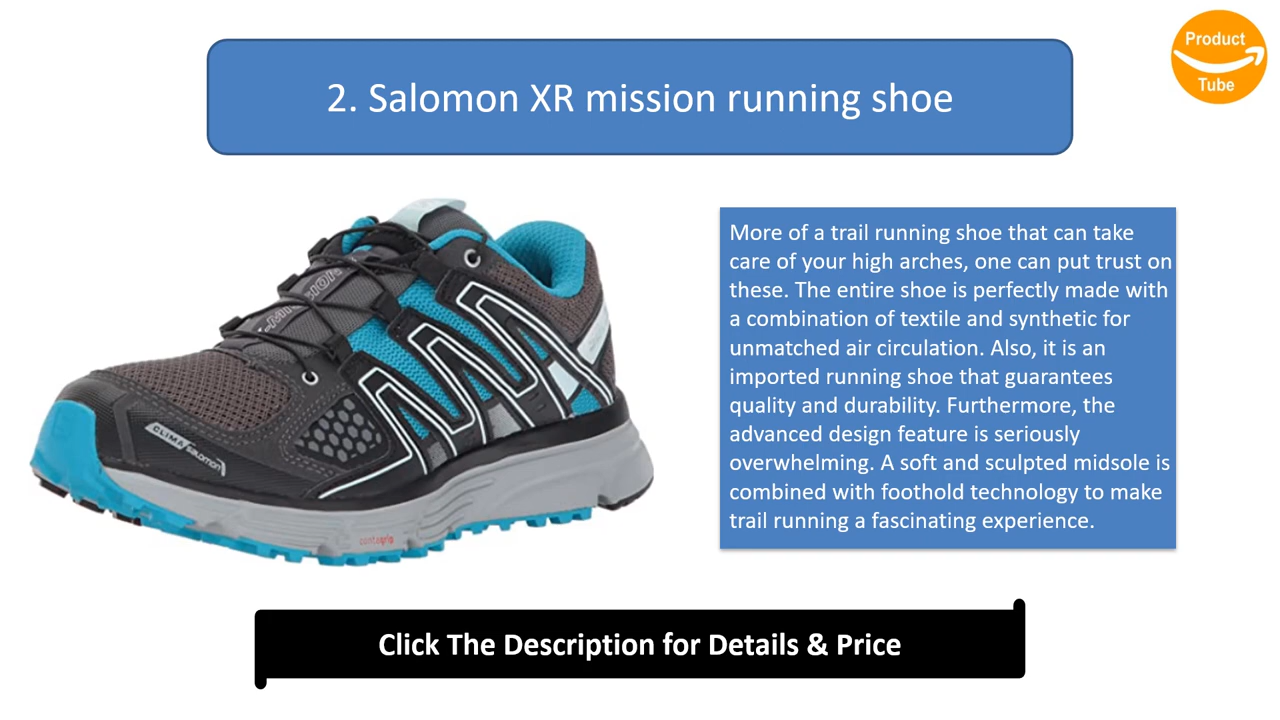 Product
Tube
2. Salomon XR mission running shoe
More of a trail running shoe that can take
care of your high arches, one can put trust on
these. The entire shoe is perfectly made with
a combination of textile and synthetic for
unmatched air circulation. Also, it is an
imported running shoe that guarantees
quality and durability. Furthermore, the
advanced design feature is seriously
overwhelming. A soft and sculpted midsole is
combined with foothold technology to make
trail running a fascinating experience.
CLIMA salomon
contagrip
Click The Description for Details & Price